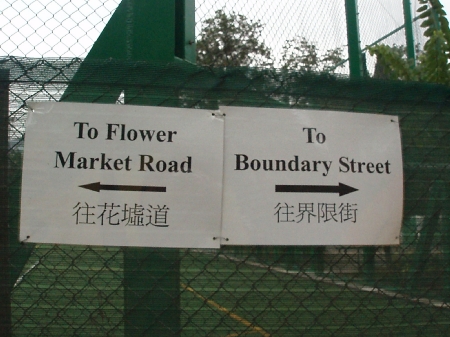 To Flower
Market Road
往花墟道
To
Boundary Street
往界限街